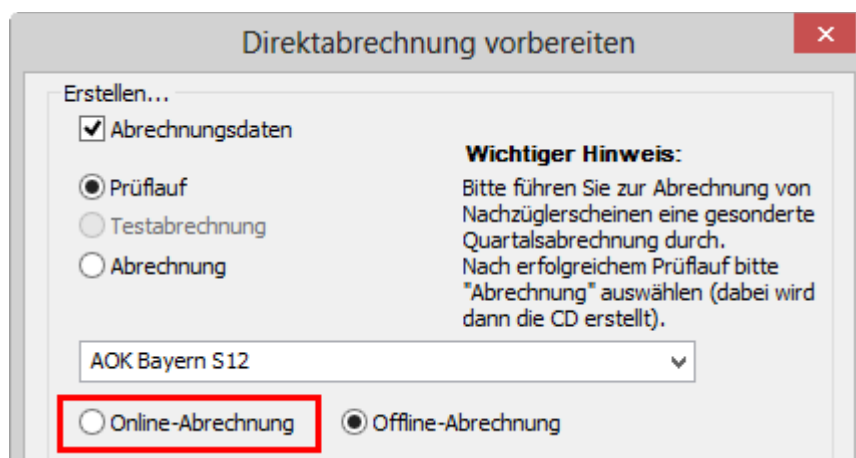 Direktabrechnung vorbereiten
Erstellen...
Abrechnungsdaten
Prüflauf
Testabrechnung
Abrechnung
Wichtiger Hinweis:
Bitte führen Sie zur Abrechnung von
Nachzüglerscheinen eine gesonderte
Quartalsabrechnung durch.
Nach erfolgreichem Prüflauf bitte
"Abrechnung" auswählen (dabei wird
dann die CD erstellt).
AOK Bayern S12
Online-Abrechnung
Offline-Abrechnung